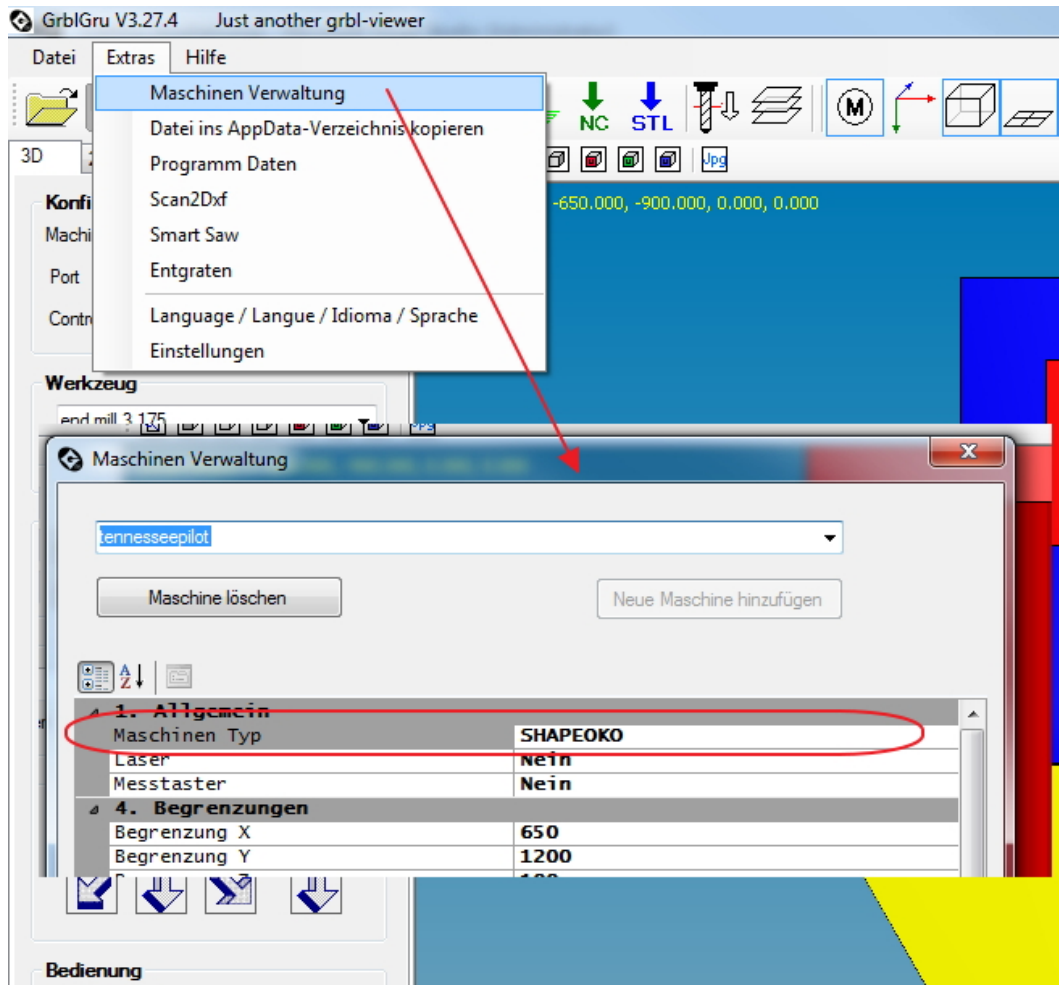 GrblGru V3.27.4 Just another grbl-viewer
Datei Extras Hilfe
Maschinen Verwaltung
Datei ins AppData-Verzeichnis kopieren
Programm Daten
Scan2Dxf
Smart Saw
Entgraten
Language / Langue / Idioma / Sprache
Einstellungen
NC STL M
3D
Jpg
Konfi
-650.000, -900.000, 0.000, 0.000
Machi
Port
Contro
Werkzeug
end mill 3.175
Maschinen Verwaltung
tennesseepilot
Maschine löschen Neue Maschine hinzufügen
1. Allgemein
Maschinen Typ SHAPEOKO
Laser Nein
Messtaster Nein
4. Begrenzungen
Begrenzung X 650
Begrenzung Y 1200
Bedienung